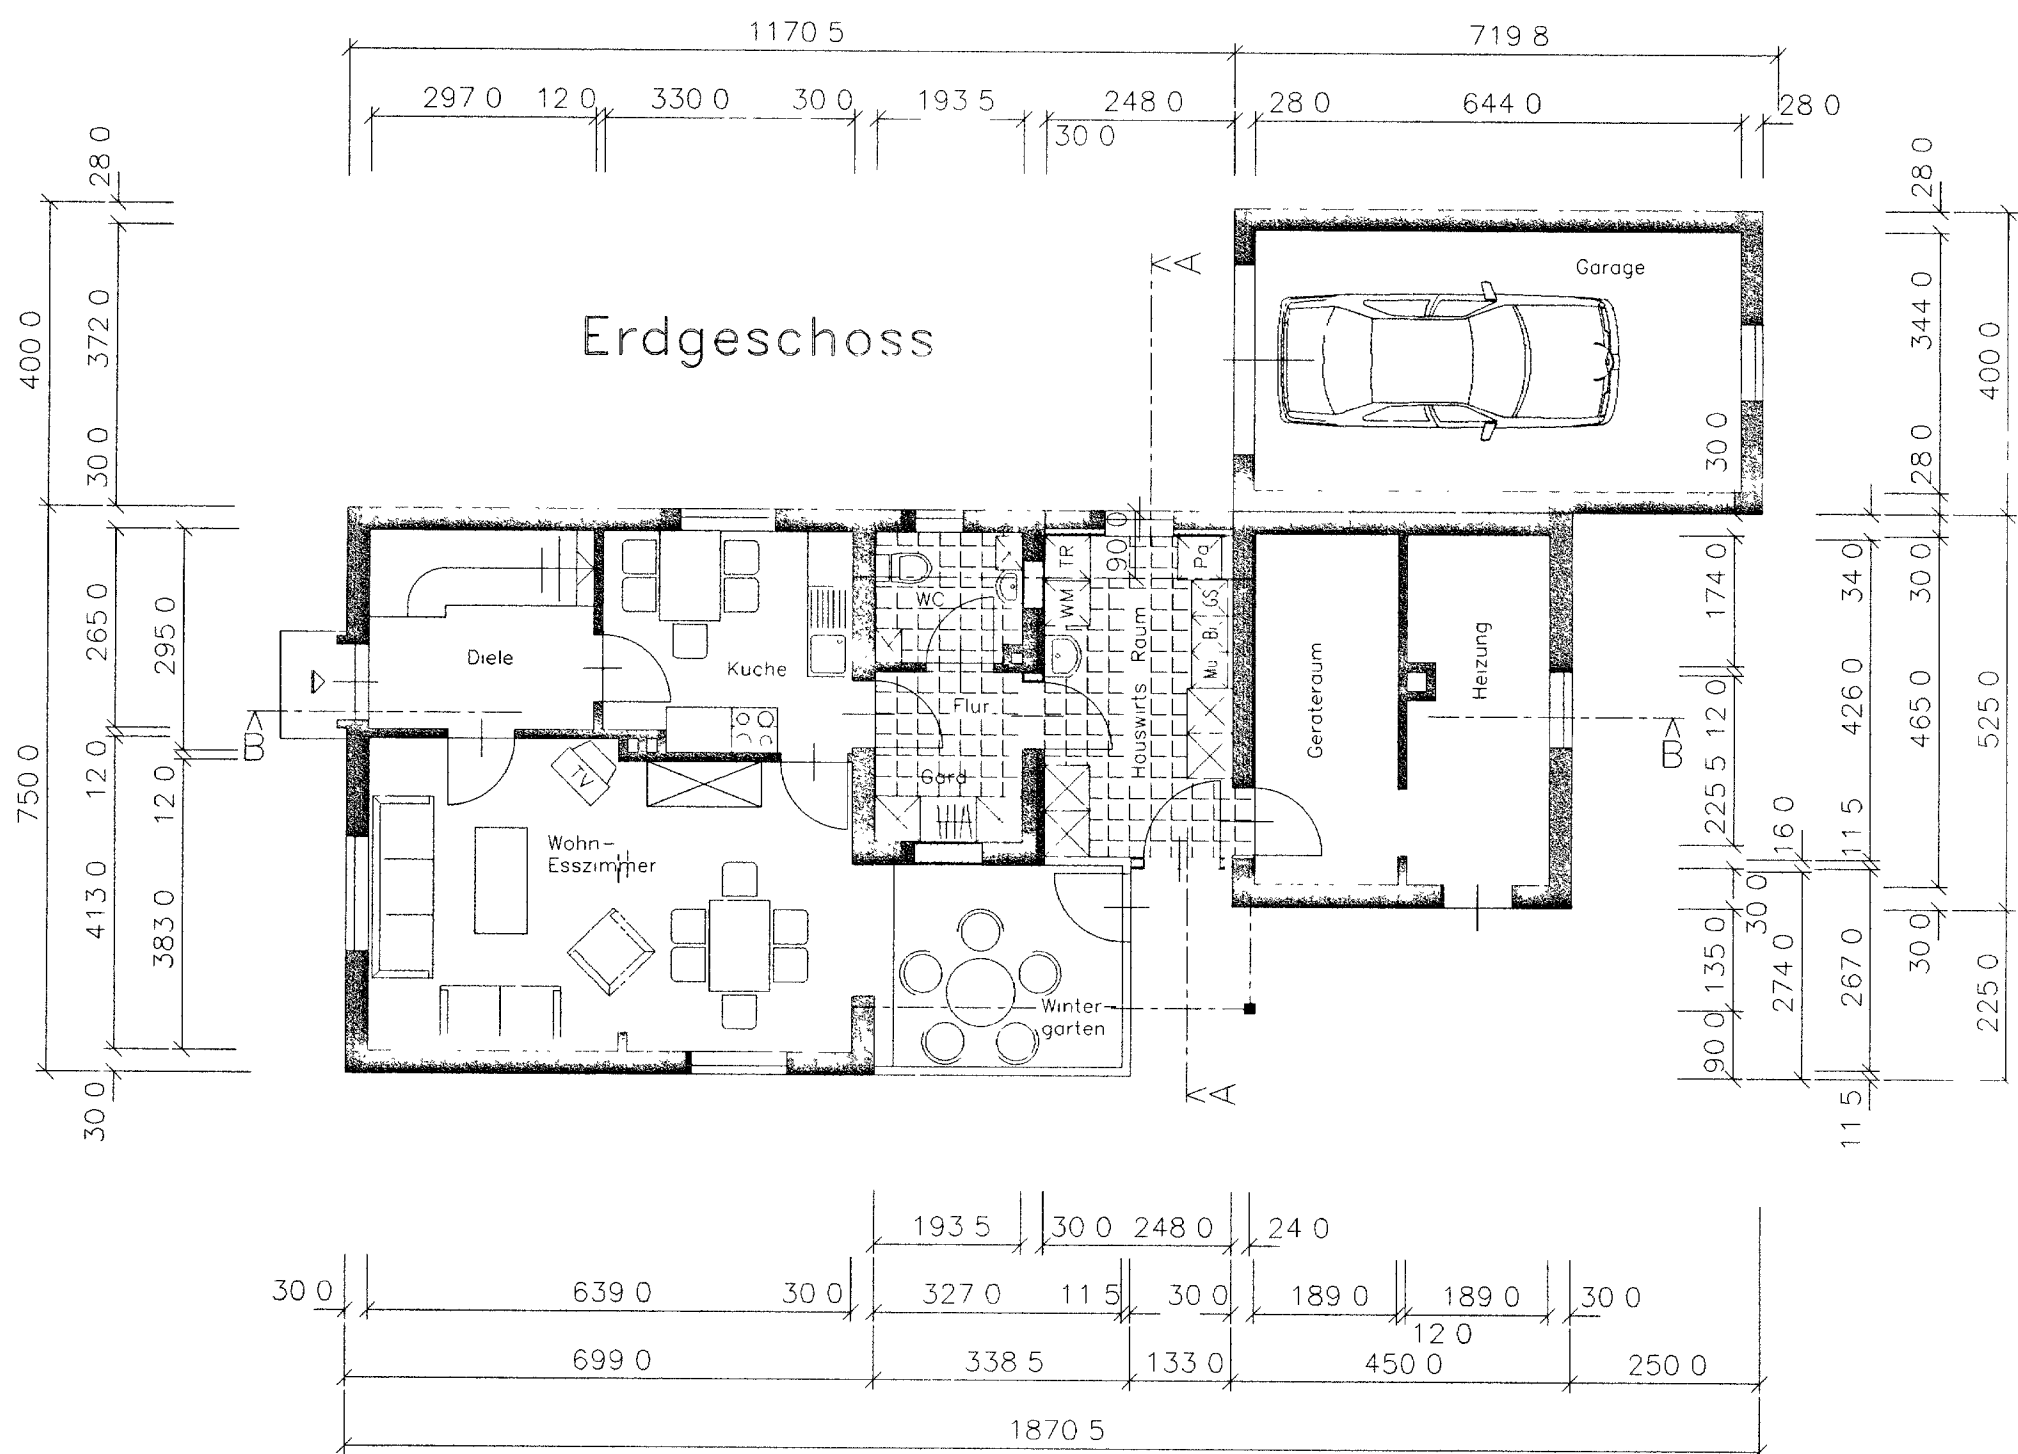 1170 5
719 8
297 0
12 0
330 0
30 0
193 5
248 0
30 0
28 0
644 0
28 0
28 0
372 0
400 0
30 0
265 0
295 0
12 0
12 0
750 0
413 0
383 0
30 0
Erdgeschoss
A
Garage
30 0
28 0
344 0
400 0
28 0
174 0
34 0
30 0
12 0
426 0
465 0
525 0
225 5
16 0
11 5
30 0
135 0
274 0
267 0
30 0
225 0
90 0
11 5
Diele
Kuche
WC
TR
90 0
Pa
WM
GS
Bi
Mu
Hauswirts Raum
Flur
Gard
Gerateraum
Heizung
B
B
TV
Wohn-
Esszimmer
Winter-
garten
A
193 5
30 0
248 0
24 0
30 0
639 0
30 0
327 0
11 5
30 0
189 0
189 0
30 0
12 0
699 0
338 5
133 0
450 0
250 0
1870 5